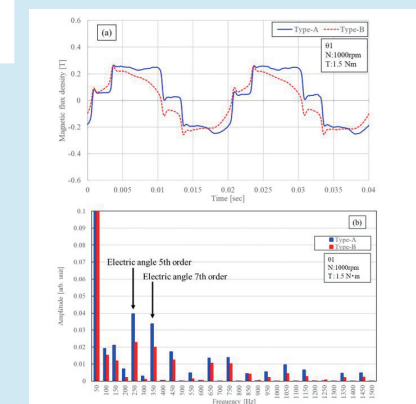 (a)
Type-A
Type-B
θ1
N:1000rpm
T:1.5 Nm
Magnetic flux density [T]
0.6
0.4
0.2
0
-0.2
-0.4
-0.6
0 0.005 0.01 0.015 0.02 0.025 0.03 0.035 0.04
Time [sec]
(b)
Type-A
Type-B
θ1
N:1000rpm
T:1.5 N•m
Electric angle 5th order
Electric angle 7th order
Amplitude [arb. unit]
0.1
0.09
0.08
0.07
0.06
0.05
0.04
0.03
0.02
0.01
0
50 100 150 200 250 300 350 400 450 500 550 600 650 700 750 800 850 900 950 1000 1050 1100 1150 1200 1250 1300 1350 1400 1450 1500
Frequency [Hz]